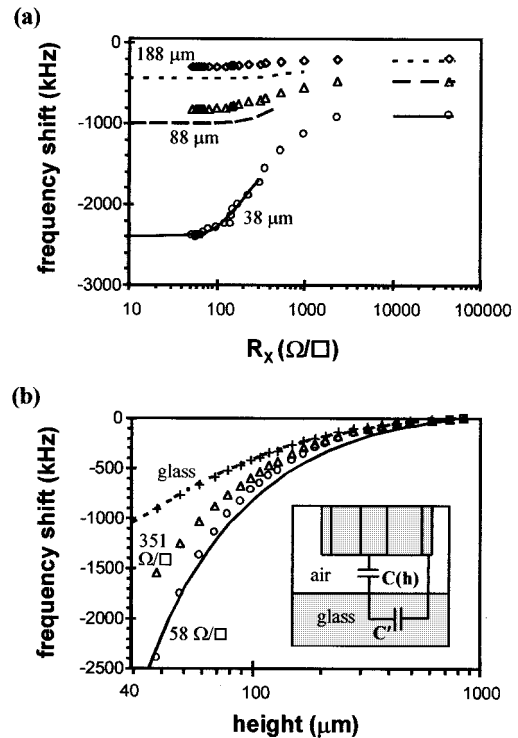 (a)
0
-1000
-2000
-3000
frequency shift (kHz)
188 μm
88 μm
38 μm
10 100 1000 10000 100000
Rx (Ω/□)
(b)
0
-500
-1000
-1500
-2000
-2500
frequency shift (kHz)
glass
351
Ω/□
58 Ω/□
air
C(h)
glass
C'
40 100 1000
height (μm)